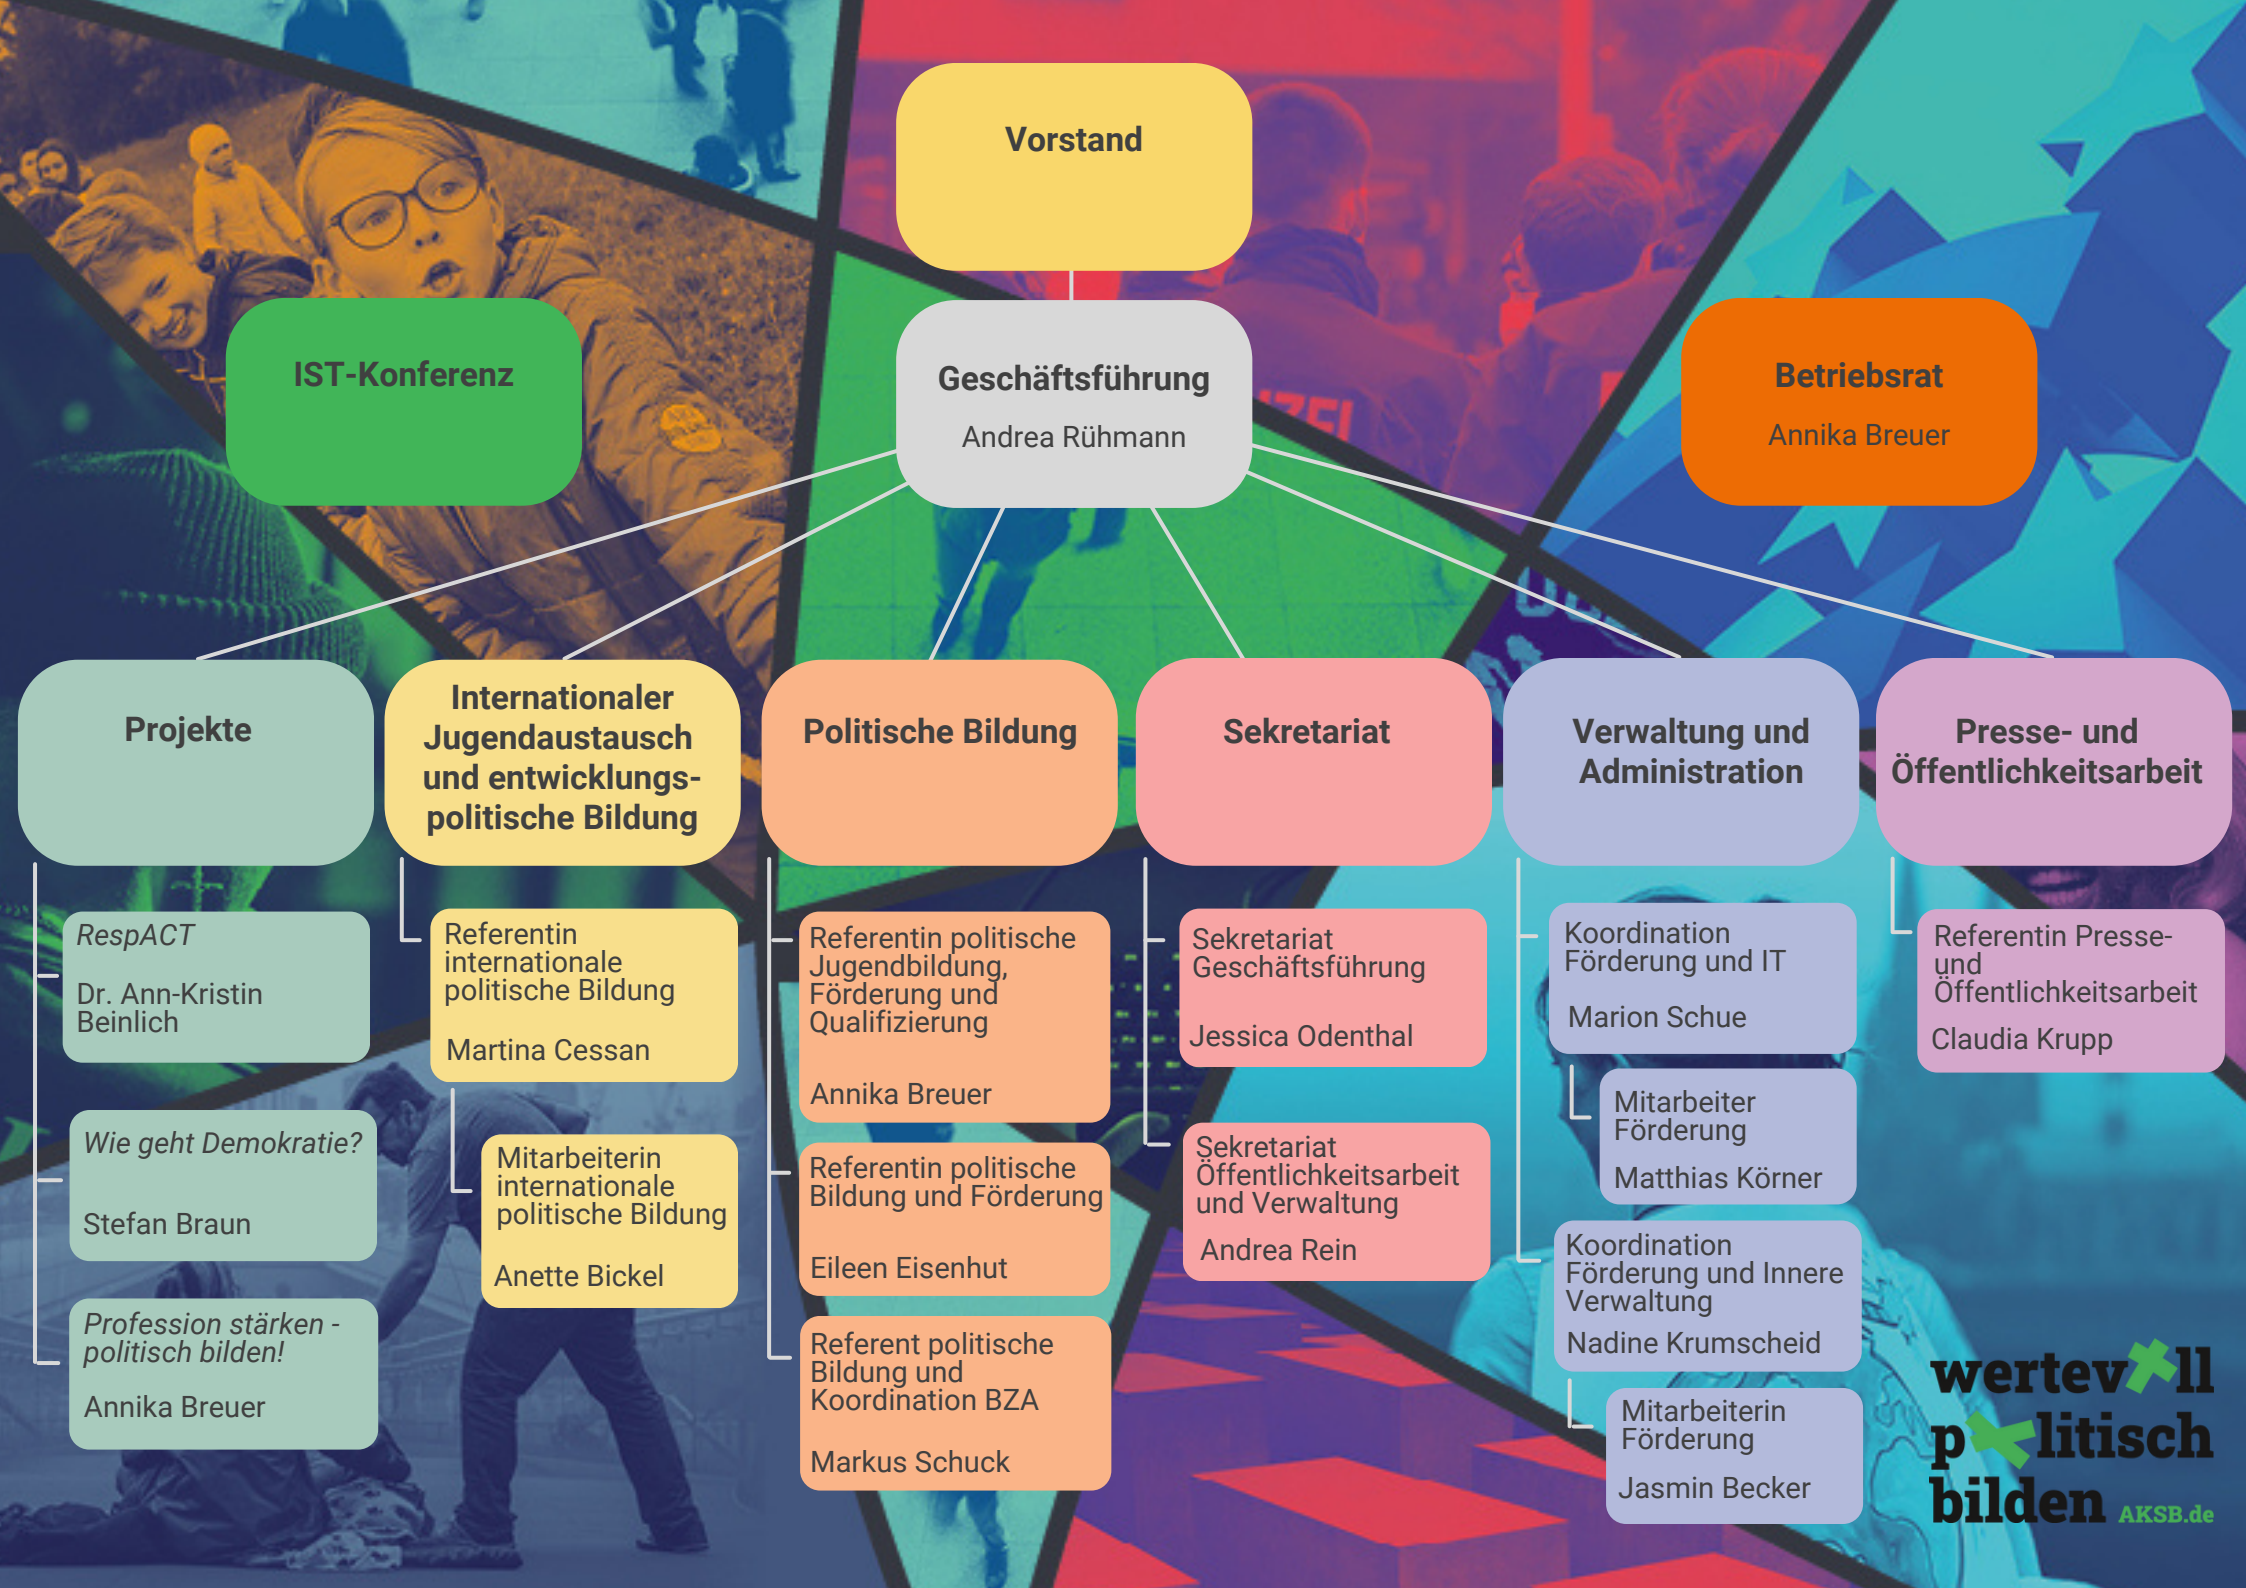 Vorstand
IST-Konferenz
Geschäftsführung
Andrea Rühmann
Betriebsrat
Annika Breuer
Projekte
Internationaler
Jugendaustausch
und entwicklungs-
politische Bildung
Politische Bildung
Sekretariat
Verwaltung und
Administration
Presse- und
Öffentlichkeitsarbeit
RespACT
Dr. Ann-Kristin
Beinlich
Wie geht Demokratie?
Stefan Braun
Profession stärken -
politisch bilden!
Annika Breuer
Referentin
internationale
politische Bildung
Martina Cessan
Mitarbeiterin
internationale
politische Bildung
Anette Bickel
Referentin politische
Jugendbildung,
Förderung und
Qualifizierung
Annika Breuer
Referentin politische
Bildung und Förderung
Eileen Eisenhut
Referent politische
Bildung und
Koordination BZA
Markus Schuck
Sekretariat
Geschäftsführung
Jessica Odenthal
Sekretariat
Öffentlichkeitsarbeit
und Verwaltung
Andrea Rein
Koordination
Förderung und IT
Marion Schue
Mitarbeiter
Förderung
Matthias Körner
Koordination
Förderung und Innere
Verwaltung
Nadine Krumscheid
Mitarbeiterin
Förderung
Jasmin Becker
Referentin Presse-
und
Öffentlichkeitsarbeit
Claudia Krupp
wertevoll
politisch
bilden AKSB.de